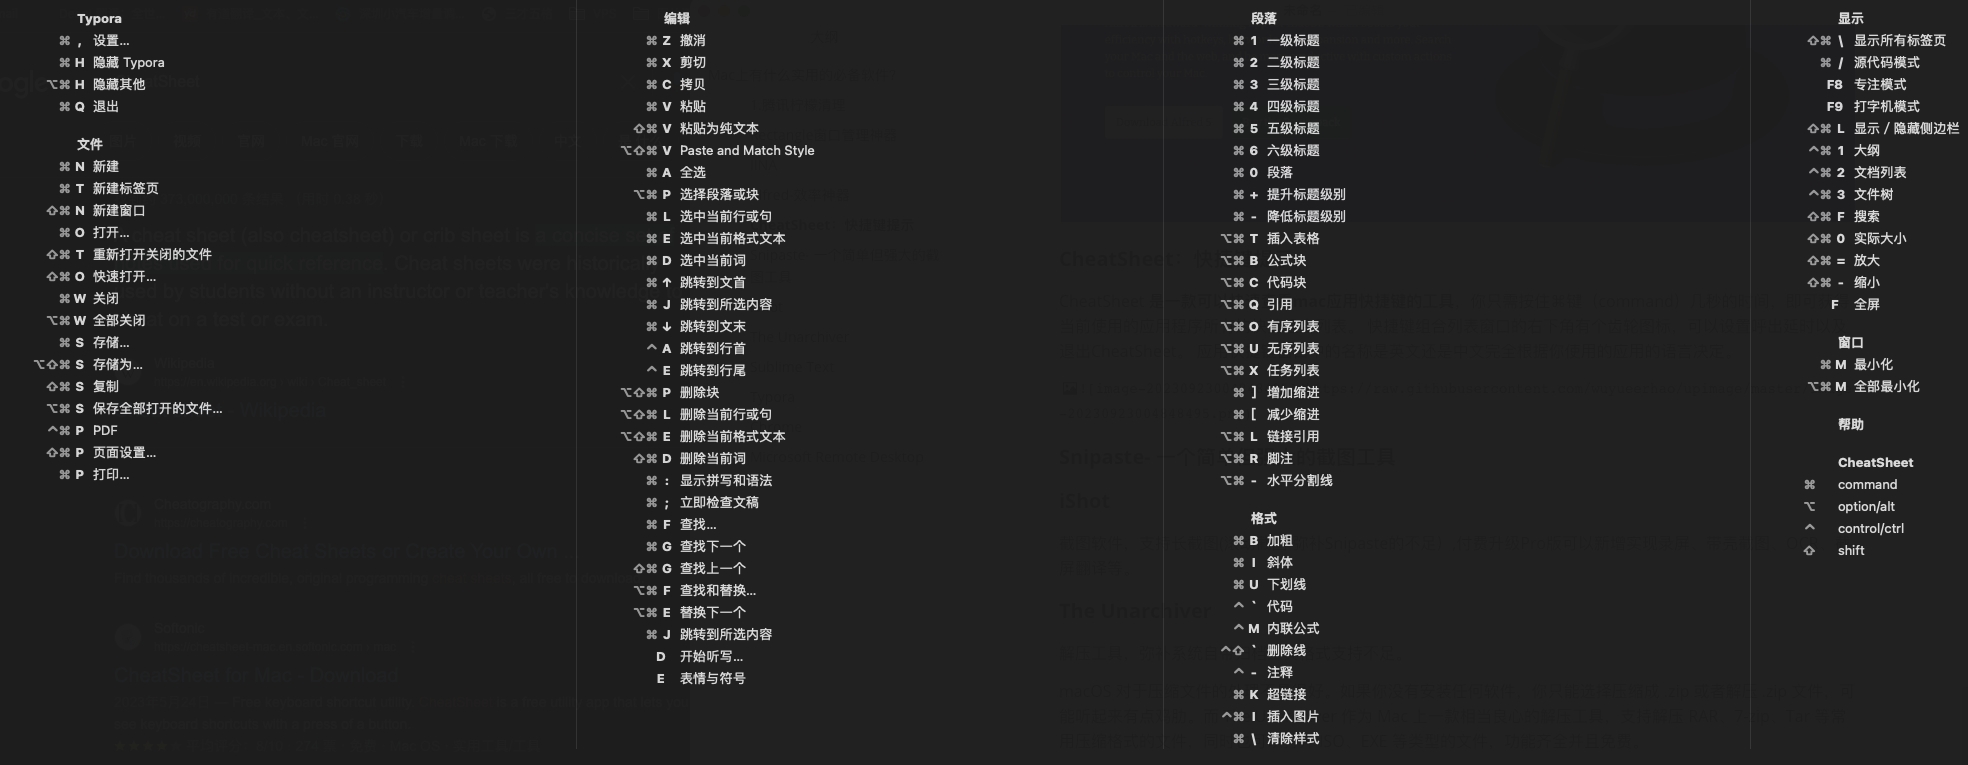 Typora
⌘ , 设置...
⌘ H 隐藏 Typora
⌥⌘ H 隐藏其他
⌘ Q 退出
文件
⌘ N 新建
⌘ T 新建标签页
⇧⌘ N 新建窗口
⌘ O 打开...
⇧⌘ T 重新打开关闭的文件
⇧⌘ O 快速打开...
⌘ W 关闭
⌥⌘ W 全部关闭
⌘ S 存储...
⌥⇧⌘ S 存储为...
⇧⌘ S 复制
⌥⌘ S 保存全部打开的文件...
^⌘ P PDF
⇧⌘ P 页面设置...
⌘ P 打印...
编辑
⌘ Z 撤消
⌘ X 剪切
⌘ C 拷贝
⌘ V 粘贴
⇧⌘ V 粘贴为纯文本
⌥⇧⌘ V Paste and Match Style
⌘ A 全选
⌥⌘ P 选择段落或块
⌘ L 选中当前行或句
⌘ E 选中当前格式文本
⌘ D 选中当前词
⌘ ↑ 跳转到文首
⌘ J 跳转到所选内容
⌘ ↓ 跳转到文末
^ A 跳转到行首
^ E 跳转到行尾
⌥⇧⌘ P 删除块
⌥⇧⌘ L 删除当前行或句
⌥⇧⌘ E 删除当前格式文本
⇧⌘ D 删除当前词
⌘ : 显示拼写和语法
⌘ ; 立即检查文稿
⌘ F 查找...
⌘ G 查找下一个
⇧⌘ G 查找上一个
⌥⌘ F 查找和替换...
⌥⌘ E 替换下一个
⌘ J 跳转到所选内容
D 开始听写...
E 表情与符号
段落
⌘ 1 一级标题
⌘ 2 二级标题
⌘ 3 三级标题
⌘ 4 四级标题
⌘ 5 五级标题
⌘ 6 六级标题
⌘ 0 段落
⌘ + 提升标题级别
⌘ - 降低标题级别
⌥⌘ T 插入表格
⌥⌘ B 公式块
⌥⌘ C 代码块
⌥⌘ Q 引用
⌥⌘ O 有序列表
⌥⌘ U 无序列表
⌥⌘ X 任务列表
⌘ ] 增加缩进
⌘ [ 减少缩进
⌥⌘ L 链接引用
⌥⌘ R 脚注
⌥⌘ - 水平分割线
格式
⌘ B 加粗
⌘ I 斜体
⌘ U 下划线
^ ` 代码
^ M 内联公式
^⇧ ` 删除线
^ - 注释
⌘ K 超链接
^⌘ I 插入图片
⌘ \ 清除样式
显示
⇧⌘ \ 显示所有标签页
⌘ / 源代码模式
F8 专注模式
F9 打字机模式
⇧⌘ L 显示 / 隐藏侧边栏
^⌘ 1 大纲
^⌘ 2 文档列表
^⌘ 3 文件树
⇧⌘ F 搜索
⇧⌘ 0 实际大小
⇧⌘ = 放大
⇧⌘ - 缩小
F 全屏
窗口
⌘ M 最小化
⌥⌘ M 全部最小化
帮助
CheatSheet
⌘ command
⌥ option/alt
^ control/ctrl
⇧ shift